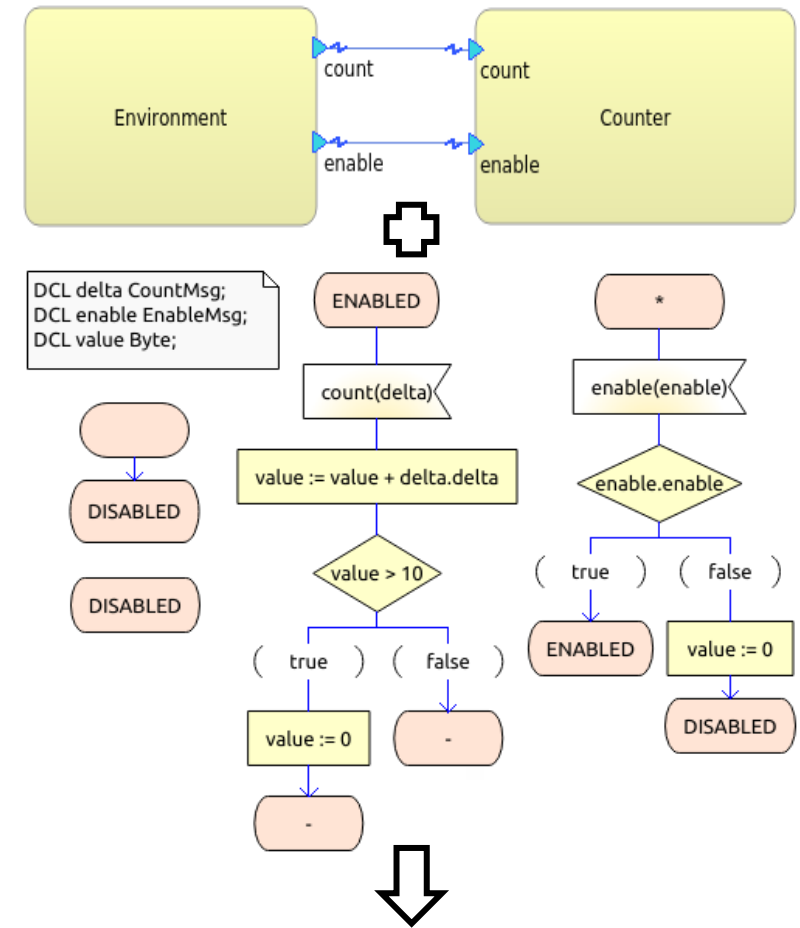 Environment
count
enable
count
enable
Counter
DCL delta CountMsg;
DCL enable EnableMsg;
DCL value Byte;
DISABLED
DISABLED
ENABLED
count(delta)
value := value + delta.delta
value > 10
( true )
( false )
value := 0
-
-
*
enable(enable)
enable.enable
( true )
( false )
ENABLED
value := 0
DISABLED